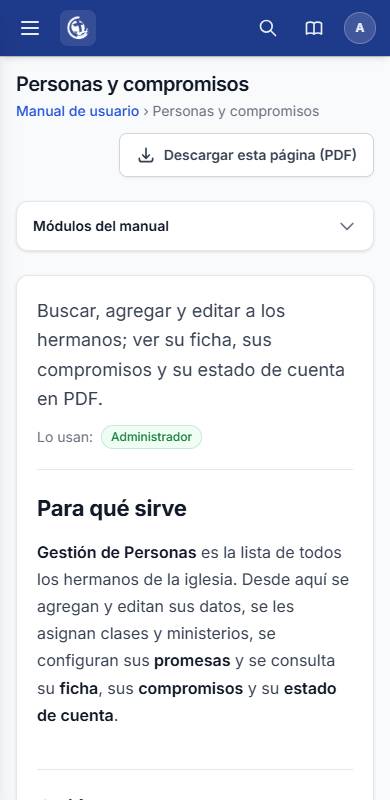 A
Personas y compromisos
Manual de usuario › Personas y compromisos
Descargar esta página (PDF)
Módulos del manual
Buscar, agregar y editar a los
hermanos; ver su ficha, sus
compromisos y su estado de cuenta
en PDF.
Lo usan: Administrador
Para qué sirve
Gestión de Personas es la lista de todos
los hermanos de la iglesia. Desde aquí se
agregan y editan sus datos, se les
asignan clases y ministerios, se
configuran sus promesas y se consulta
su ficha, sus compromisos y su estado
de cuenta.